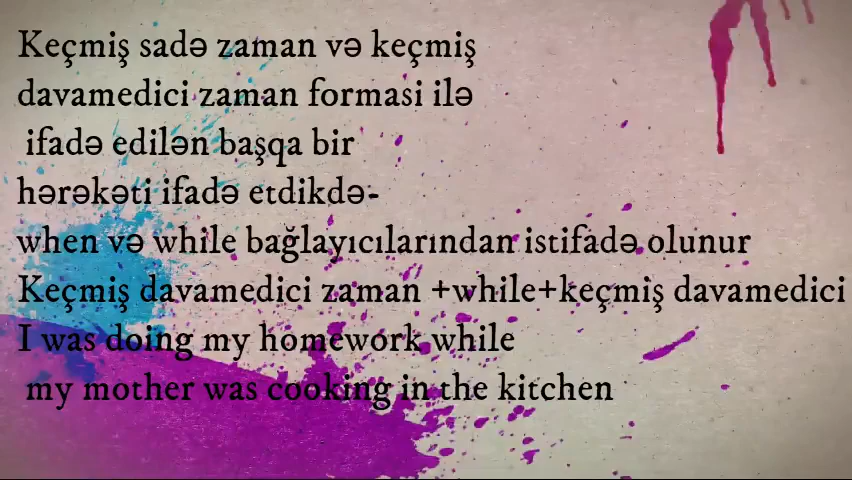 Keçmiş sadə zaman və keçmiş
davamedici zaman formasi ilə
ifadə edilən başqa bir
hərəkəti ifadə etdikdə-
when və while bağlayıcılarından istifadə olunur
Keçmiş davamedici zaman +while+keçmiş davamedici
I was doing my homework while
my mother was cooking in the kitchen